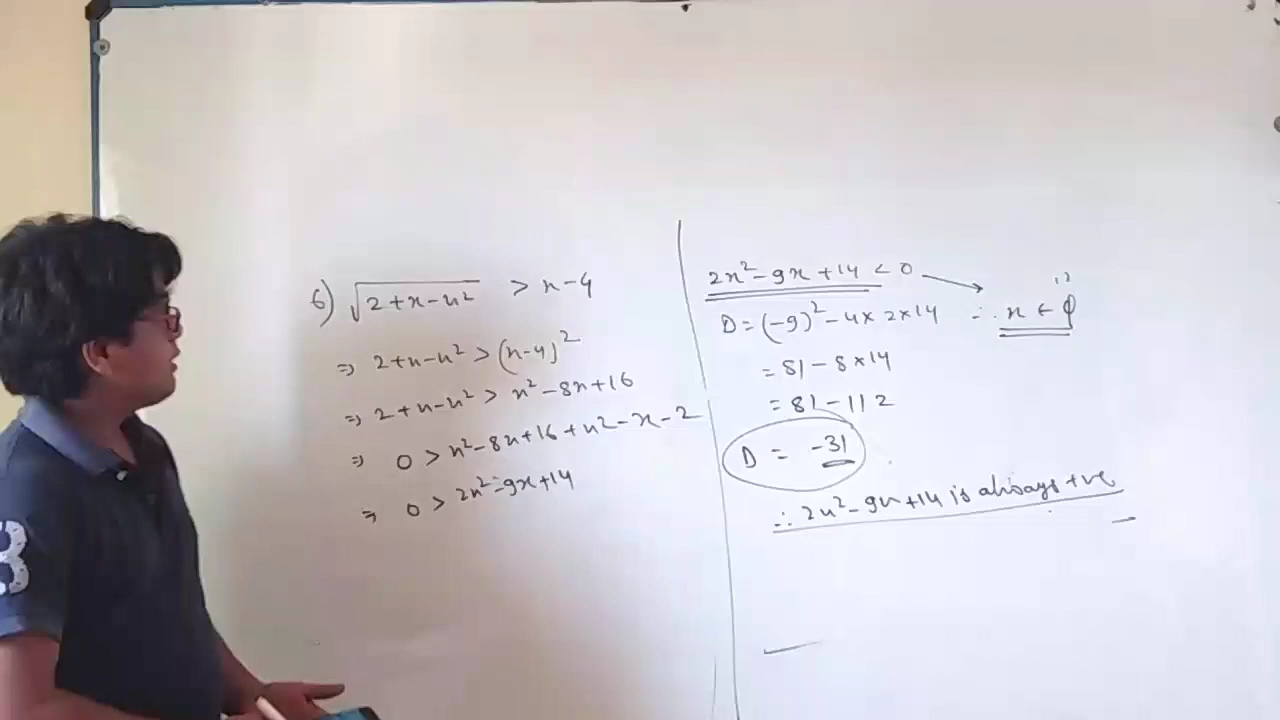 6) √2+x-x² > x-4
⇒ 2+x-x² > (x-4)²
⇒ 2+x-x² > x²-8x+16
⇒ 0 > x²-8x+16+x²-x-2
⇒ 0 > 2x²-9x+14
2x²-9x+14 < 0
D = (-9)² - 4×2×14
= 81 - 8×14
= 81 - 112
D = -31
∴ 2x²-9x+14 is always +ve
∴ x ∈ ϕ
3